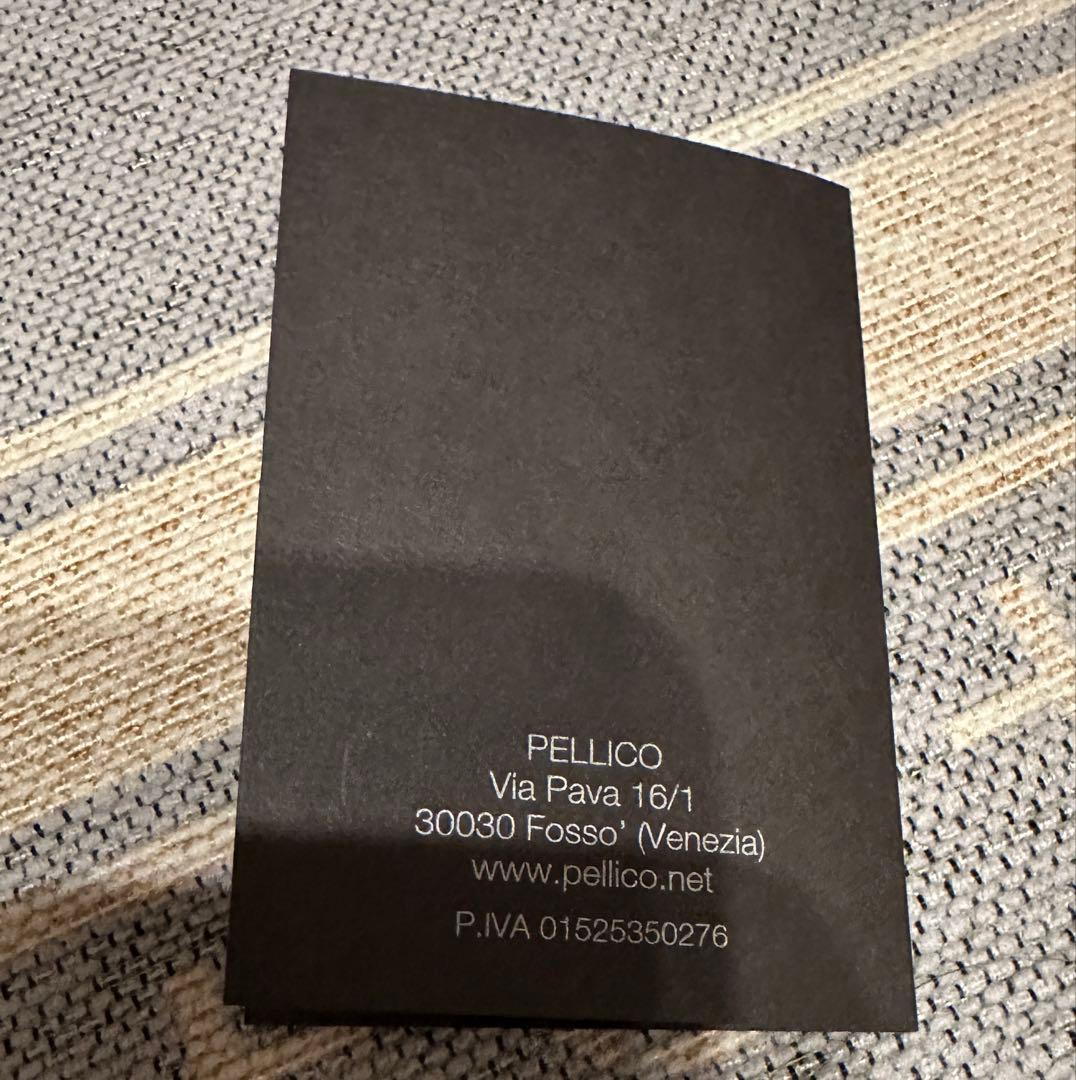 PELLICO
Via Pava 16/1
30030 Fosso' (Venezia)
www.pellico.net
P.IVA 01525350276